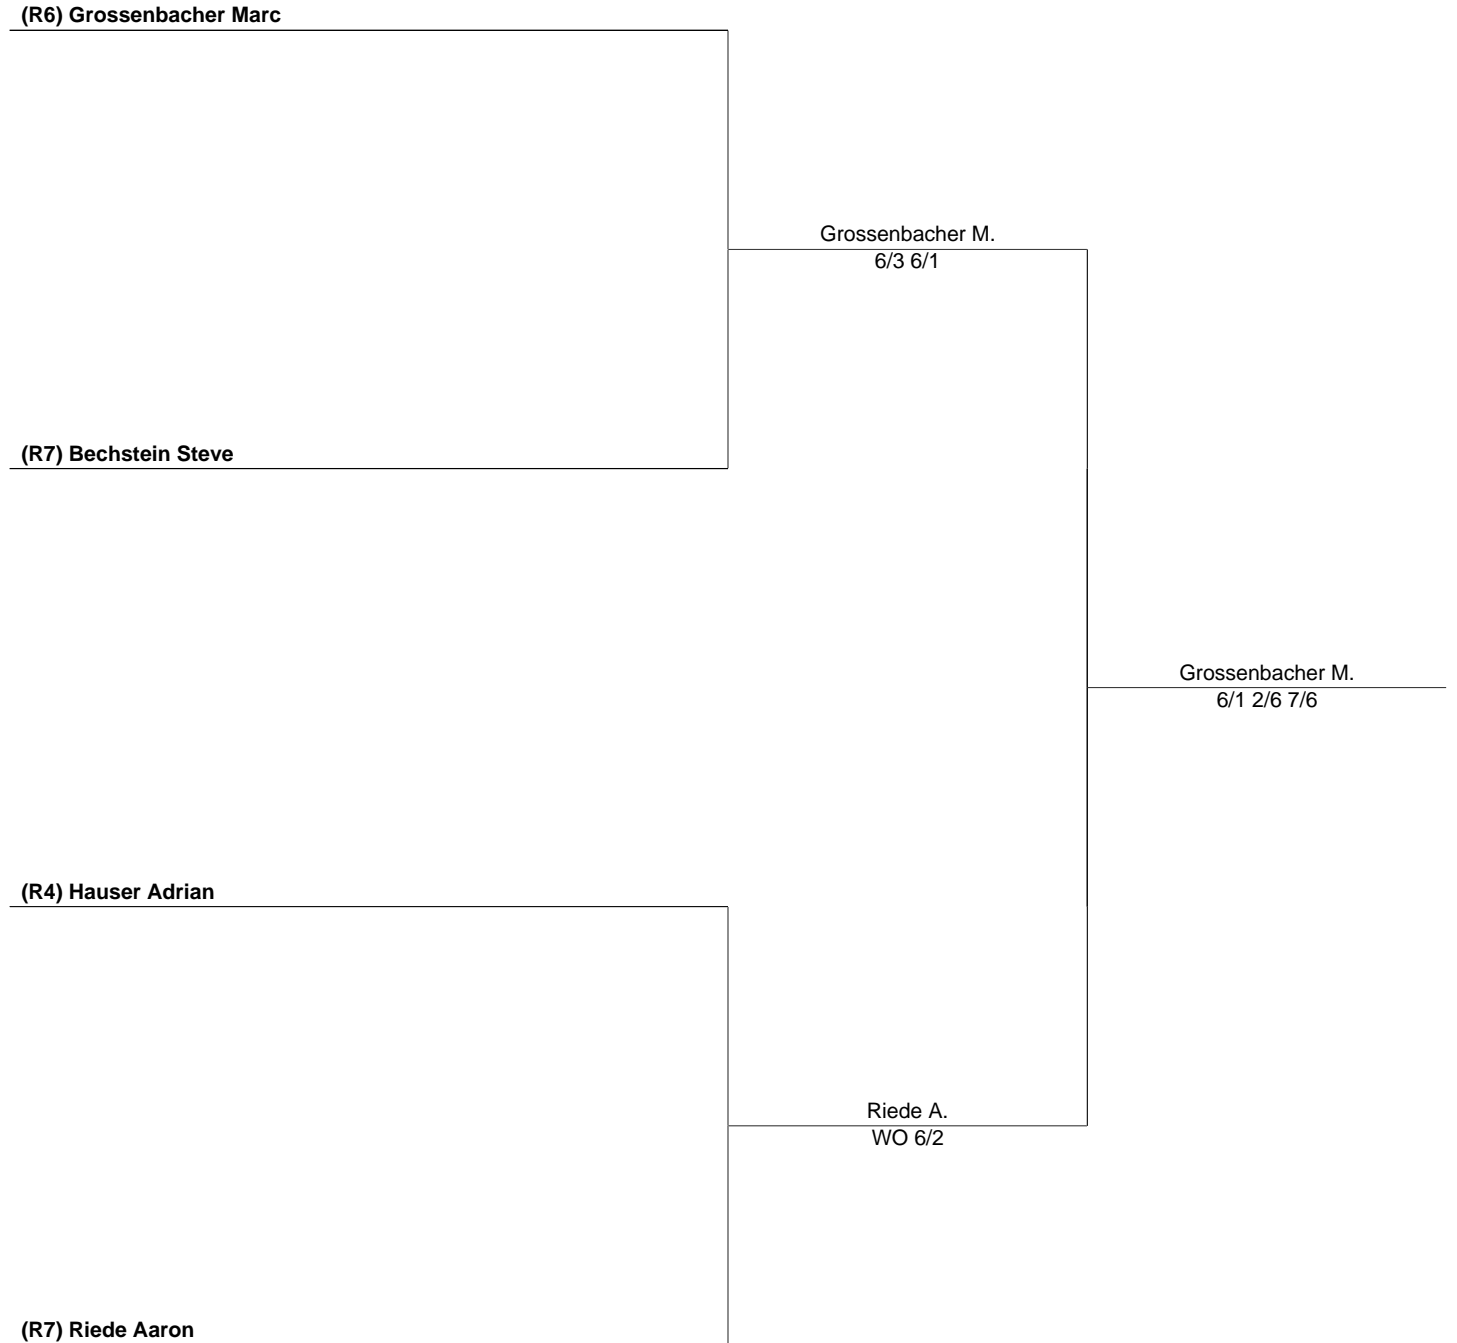 (R6) Grossenbacher Marc
Grossenbacher M.
6/3 6/1
(R7) Bechstein Steve
Grossenbacher M.
6/1 2/6 7/6
(R4) Hauser Adrian
Riede A.
WO 6/2
(R7) Riede Aaron